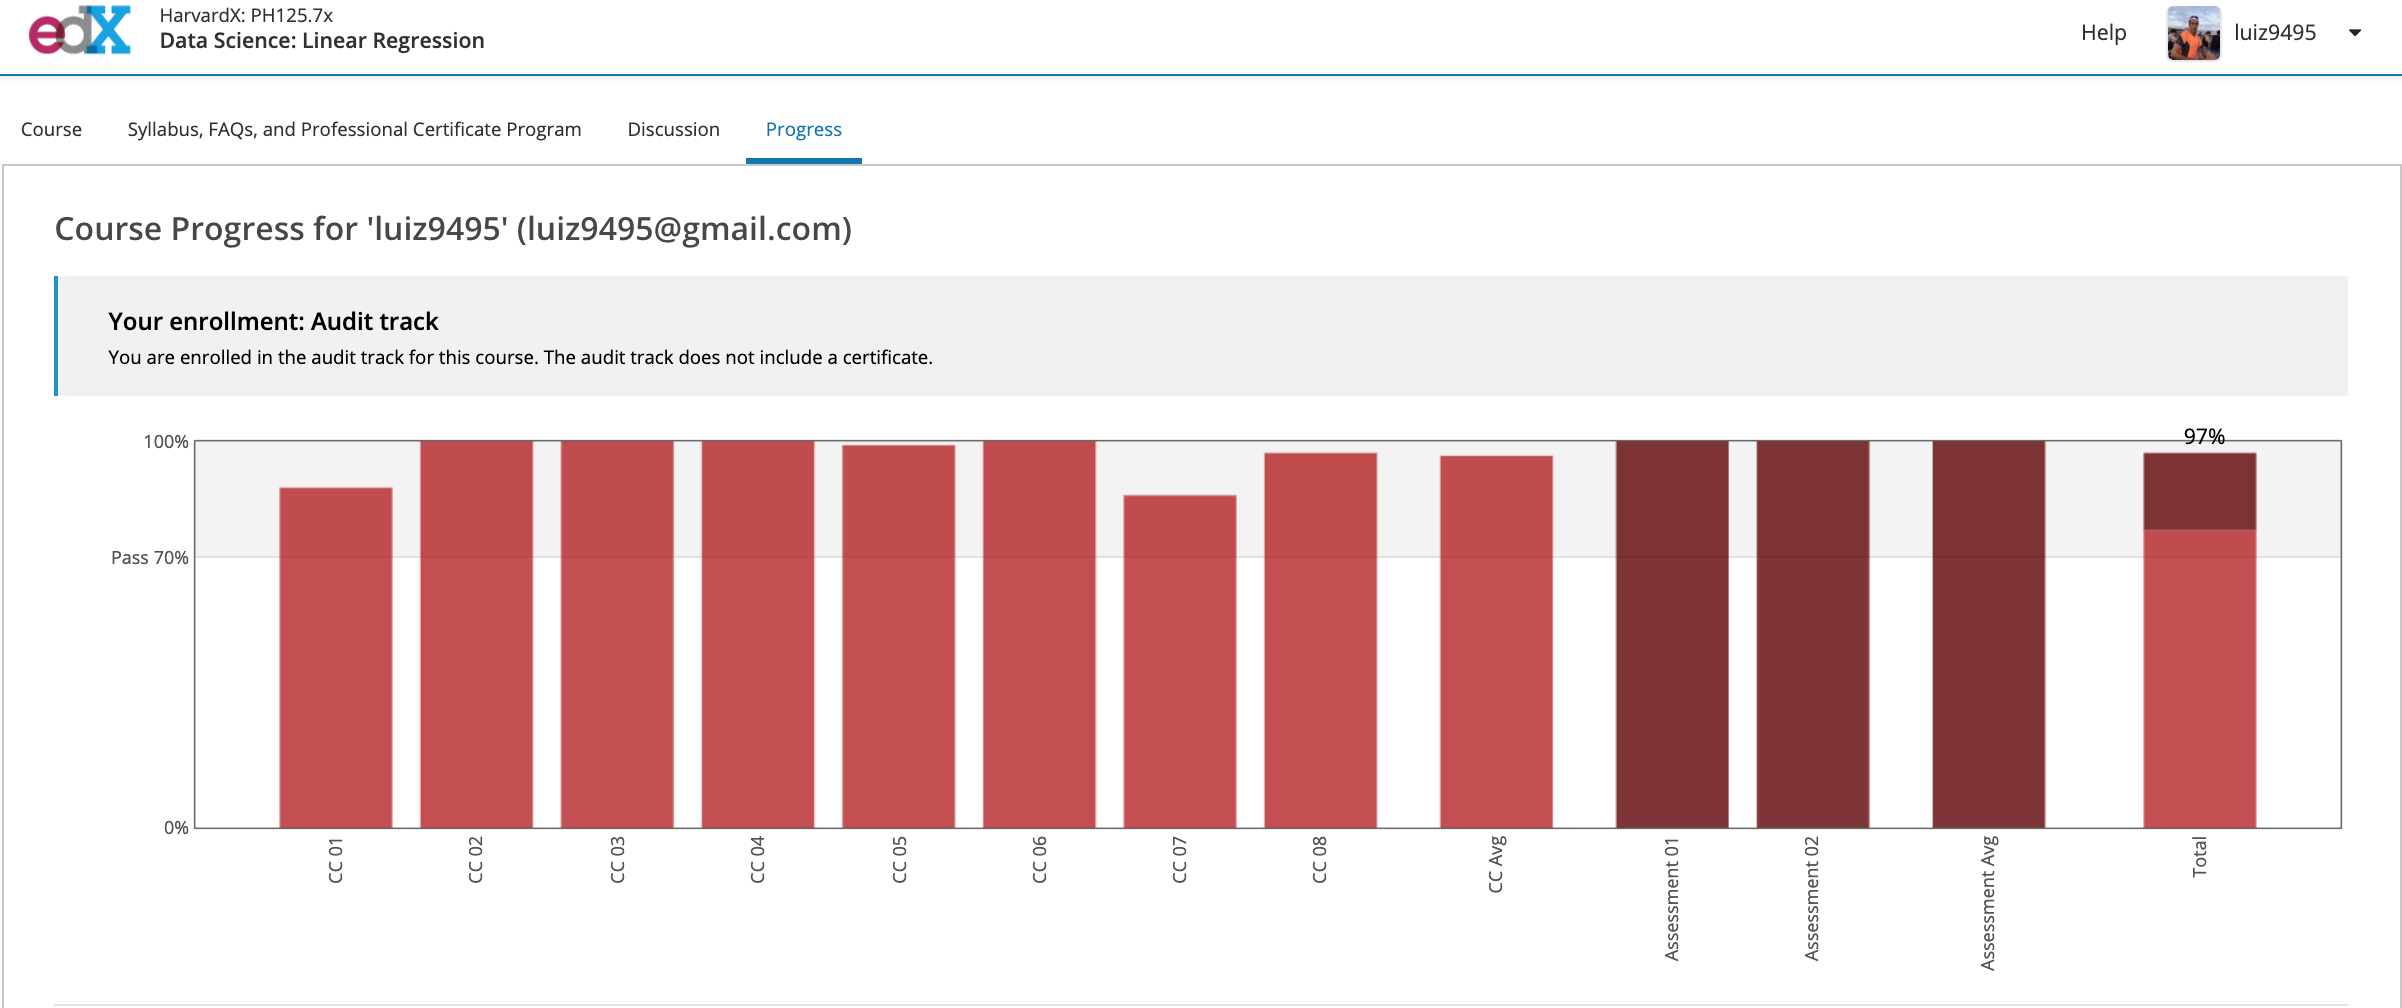 edX
HarvardX: PH125.7x
Data Science: Linear Regression
Help
luiz9495
Course
Syllabus, FAQs, and Professional Certificate Program
Discussion
Progress
Course Progress for 'luiz9495' (luiz9495@gmail.com)
Your enrollment: Audit track
You are enrolled in the audit track for this course. The audit track does not include a certificate.
100%
97%
Pass 70%
0%
CC 01
CC 02
CC 03
CC 04
CC 05
CC 06
CC 07
CC 08
CC Avg
Assessment 01
Assessment 02
Assessment Avg
Total